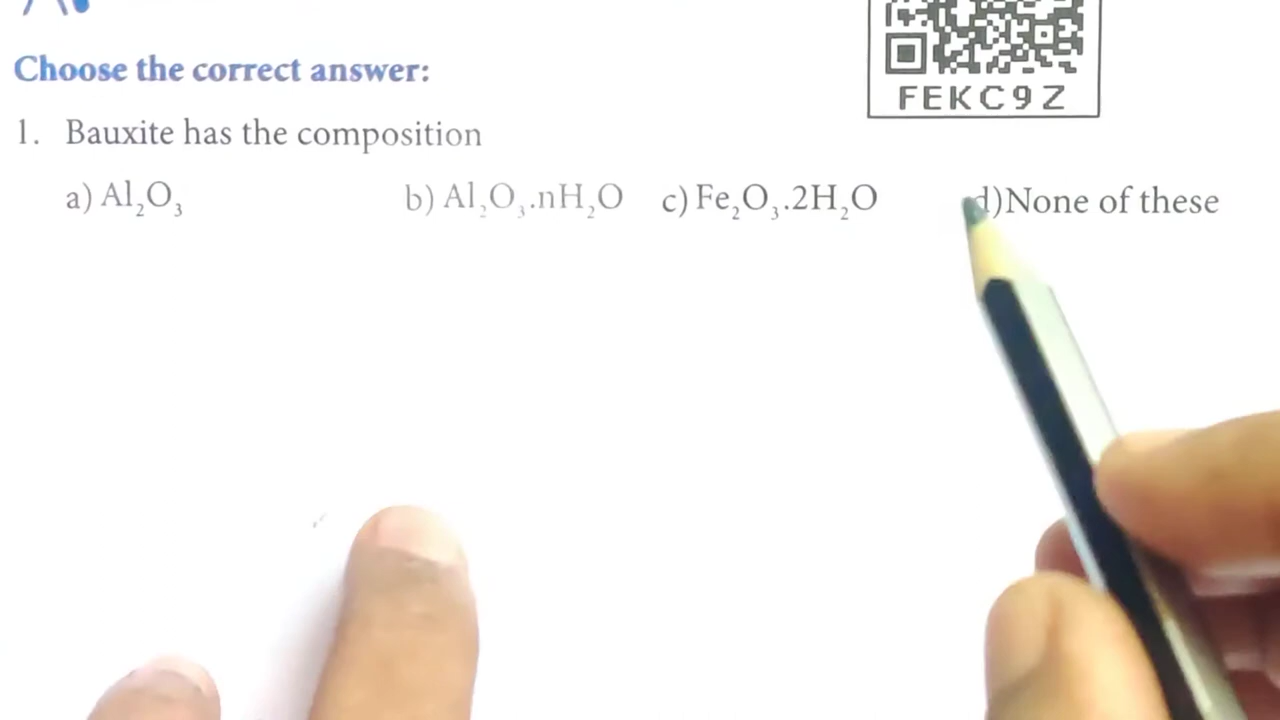 FEKC9Z
Choose the correct answer:
1. Bauxite has the composition
a) Al₂O₃ b) Al₂O₃.nH₂O c) Fe₂O₃.2H₂O d)None of these